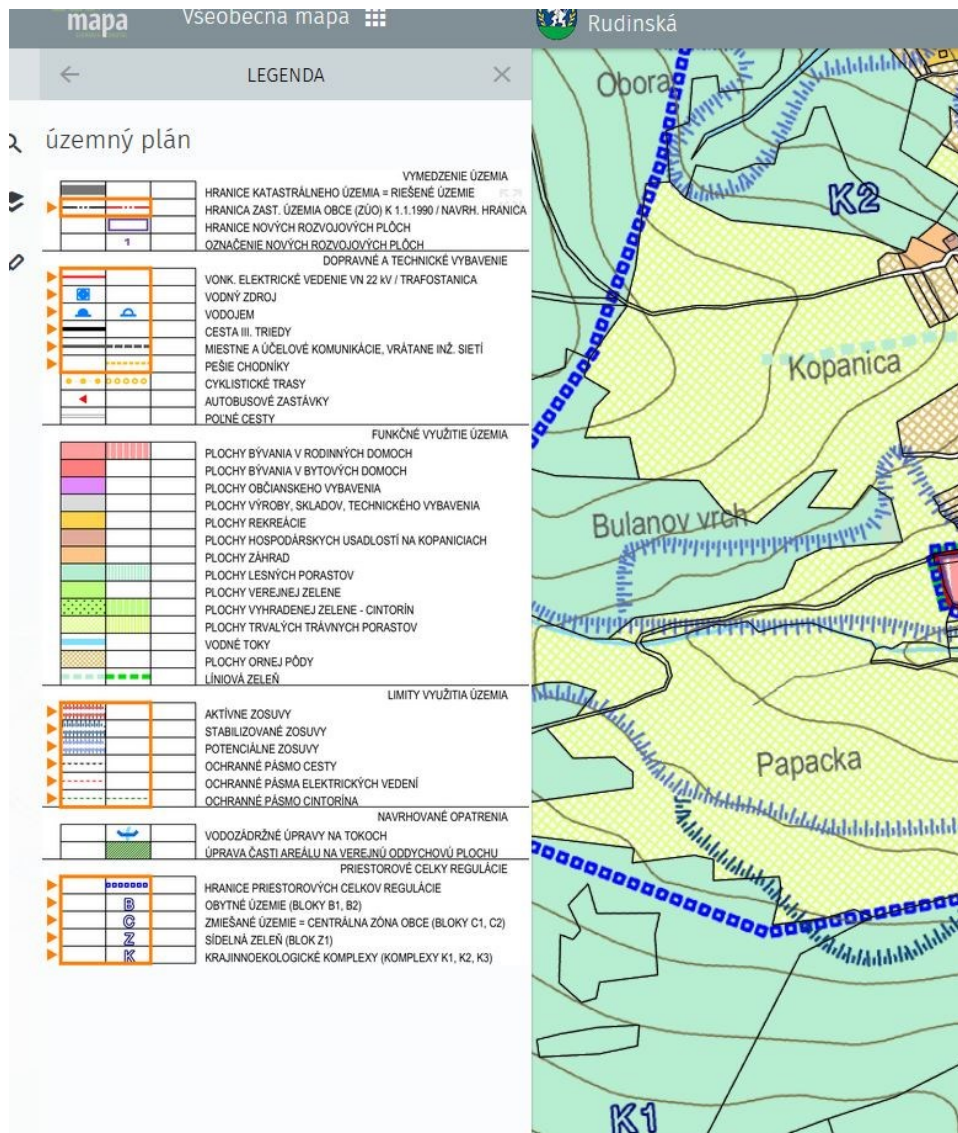 mapa
Všeobecná mapa
Rudinská
LEGENDA
územný plán
VYMEDZENIE ÚZEMIA
HRANICE KATASTRÁLNEHO ÚZEMIA = RIEŠENÉ ÚZEMIE
HRANICA ZAST. ÚZEMIA OBCE (ZÚO) K 1.1.1990 / NAVRH. HRANICA
HRANICE NOVÝCH ROZVOJOVÝCH PLÔCH
1 OZNAČENIE NOVÝCH ROZVOJOVÝCH PLÔCH
DOPRAVNÉ A TECHNICKÉ VYBAVENIE
VONK. ELEKTRICKÉ VEDENIE VN 22 kV / TRAFOSTANICA
VODNÝ ZDROJ
VODOJEM
CESTA III. TRIEDY
MIESTNE A ÚČELOVÉ KOMUNIKÁCIE, VRÁTANE INŽ. SIETÍ
PEŠIE CHODNÍKY
CYKLISTICKÉ TRASY
AUTOBUSOVÉ ZASTÁVKY
POĽNÉ CESTY
FUNKČNÉ VYUŽITIE ÚZEMIA
PLOCHY BÝVANIA V RODINNÝCH DOMOCH
PLOCHY BÝVANIA V BYTOVÝCH DOMOCH
PLOCHY OBČIANSKEHO VYBAVENIA
PLOCHY VÝROBY, SKLADOV, TECHNICKÉHO VYBAVENIA
PLOCHY REKREÁCIE
PLOCHY HOSPODÁRSKYCH USADLOSTÍ NA KOPANICIACH
PLOCHY ZÁHRAD
PLOCHY LESNÝCH PORASTOV
PLOCHY VEREJNEJ ZELENE
PLOCHY VYHRADENEJ ZELENE - CINTORÍN
PLOCHY TRVALÝCH TRÁVNYCH PORASTOV
VODNÉ TOKY
PLOCHY ORNEJ PÔDY
LÍNIOVÁ ZELEŇ
LIMITY VYUŽITIA ÚZEMIA
AKTÍVNE ZOSUVY
STABILIZOVANÉ ZOSUVY
POTENCIÁLNE ZOSUVY
OCHRANNÉ PÁSMO CESTY
OCHRANNÉ PÁSMA ELEKTRICKÝCH VEDENÍ
OCHRANNÉ PÁSMO CINTORÍNA
NAVRHOVANÉ OPATRENIA
VODOZÁDRŽNÉ ÚPRAVY NA TOKOCH
ÚPRAVA ČASTI AREÁLU NA VEREJNÚ ODDYCHOVÚ PLOCHU
PRIESTOROVÉ CELKY REGULÁCIE
HRANICE PRIESTOROVÝCH CELKOV REGULÁCIE
B OBYTNÉ ÚZEMIE (BLOKY B1, B2)
C ZMIEŠANÉ ÚZEMIE = CENTRÁLNA ZÓNA OBCE (BLOKY C1, C2)
Z SÍDELNÁ ZELEŇ (BLOK Z1)
K KRAJINNOEKOLOGICKÉ KOMPLEXY (KOMPLEXY K1, K2, K3)
Obora
K2
Kopanica
Bulanov vrch
Papacka
K1